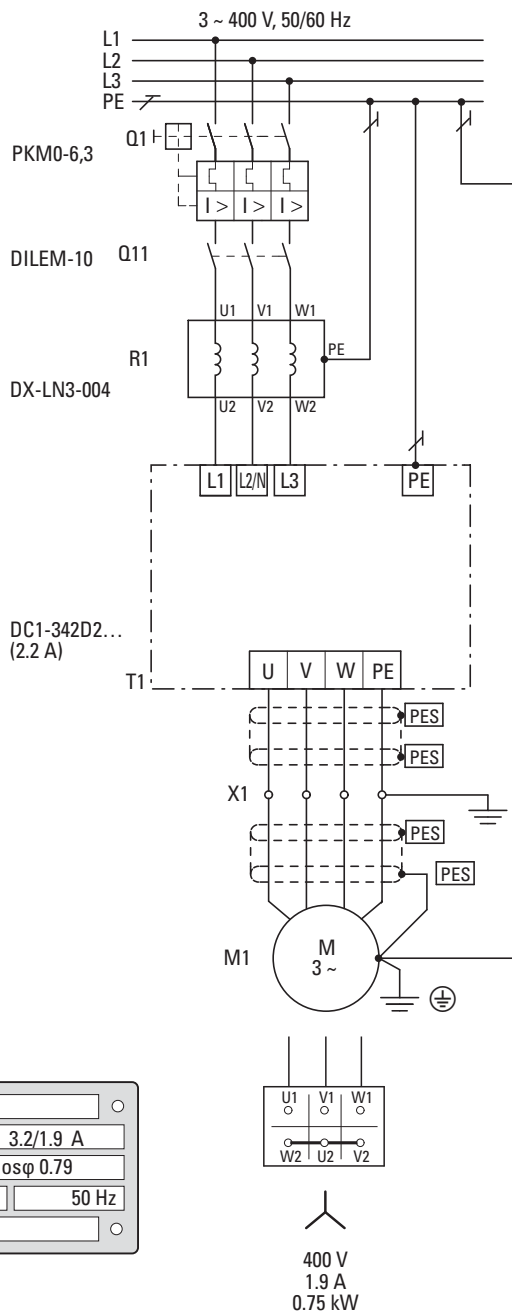 3 ~ 400 V, 50/60 Hz
L1
L2
L3
PE
Q1
PKM0-6,3
I > I > I >
DILEM-10 Q11
U1 V1 W1
R1 PE
DX-LN3-004
U2 V2 W2
L1 L2/N L3 PE
DC1-342D2…
(2.2 A)
T1
U V W PE
PES
PES
X1
PES
PES
M1
M
3 ~
U1 V1 W1
W2 U2 V2
3.2/1.9 A
osφ 0.79
50 Hz
400 V
1.9 A
0.75 kW